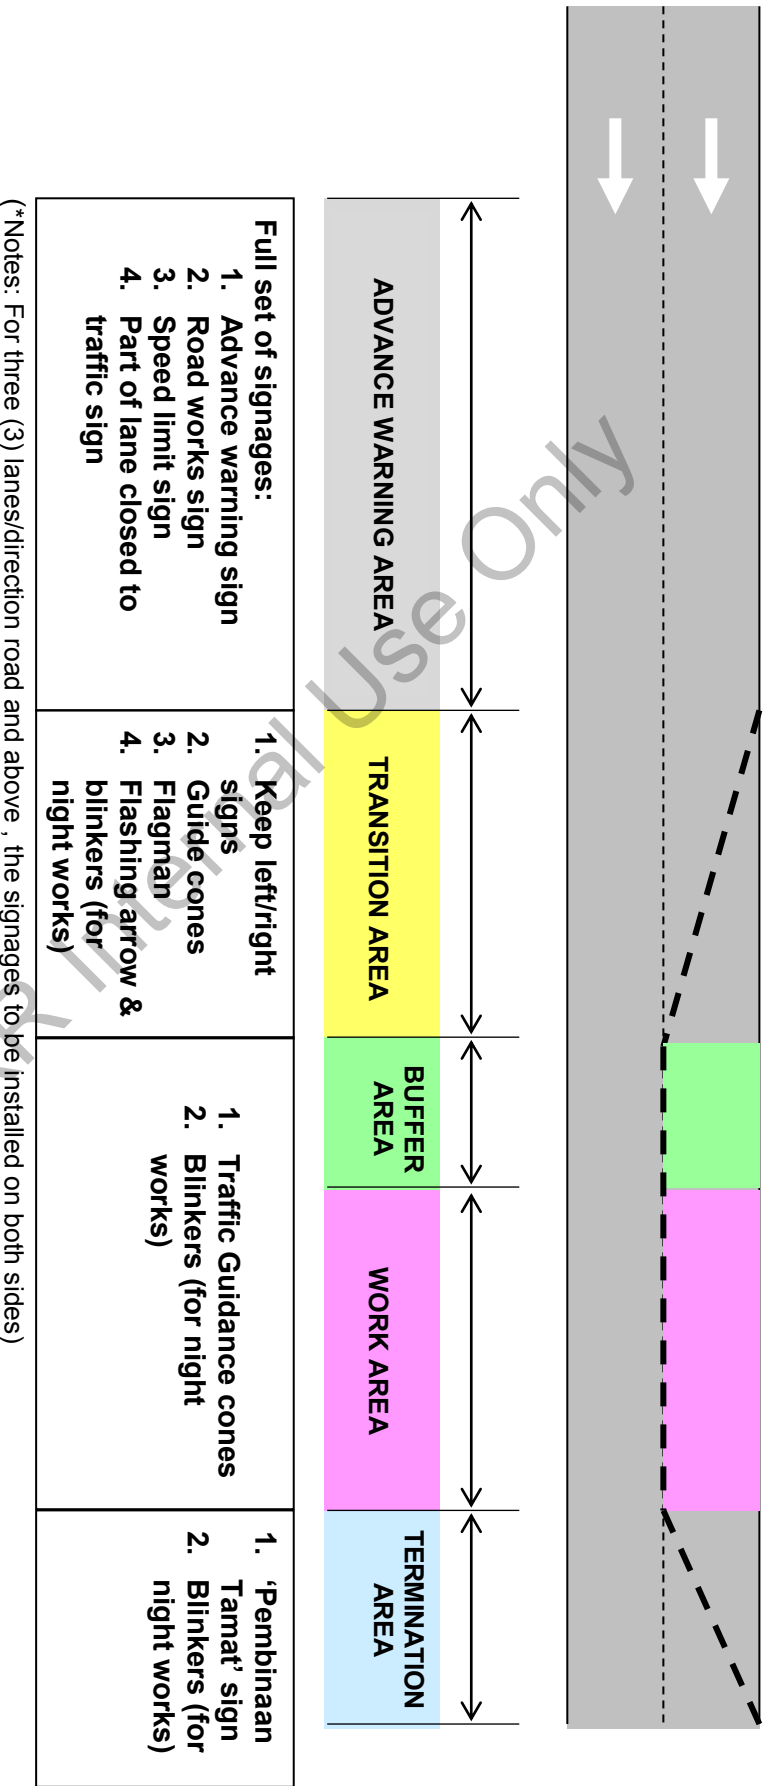 ADVANCE WARNING AREA
TRANSITION AREA
BUFFER
AREA
WORK AREA
TERMINATION
AREA
Full set of signages:
1. Advance warning sign
2. Road works sign
3. Speed limit sign
4. Part of lane closed to
traffic sign
1. Keep left/right
signs
2. Guide cones
3. Flagman
4. Flashing arrow &
blinkers (for
night works)
1. Traffic Guidance cones
2. Blinkers (for night
works)
1. ‘Pembinaan
Tamat’ sign
2. Blinkers (for
night works)
(*Notes: For three (3) lanes/direction road and above , the signages to be installed on both sides)
R Internal Use Only